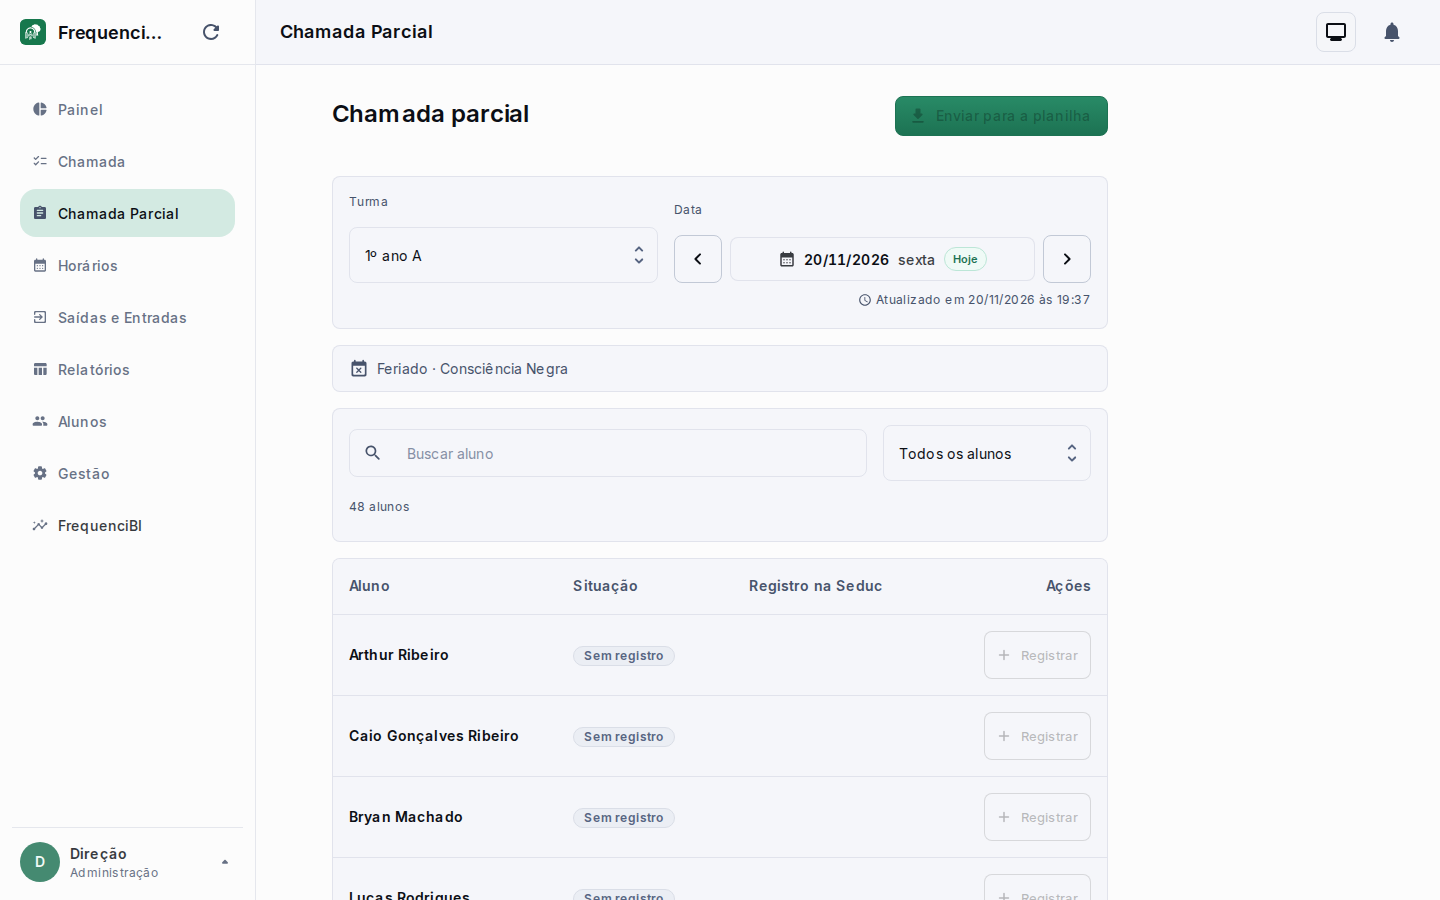 Frequenci...
Chamada Parcial
Painel
Chamada
Chamada Parcial
Horários
Saídas e Entradas
Relatórios
Alunos
Gestão
FrequenciBI
D
Direção
Administração
Chamada parcial
Enviar para a planilha
Turma
1º ano A
Data
20/11/2026 sexta Hoje
Atualizado em 20/11/2026 às 19:37
Feriado · Consciência Negra
Buscar aluno
Todos os alunos
48 alunos
Aluno Situação Registro na Seduc Ações
Arthur Ribeiro Sem registro Registrar
Caio Gonçalves Ribeiro Sem registro Registrar
Bryan Machado Sem registro Registrar
Lucas Rodrigues Sem registro Registrar